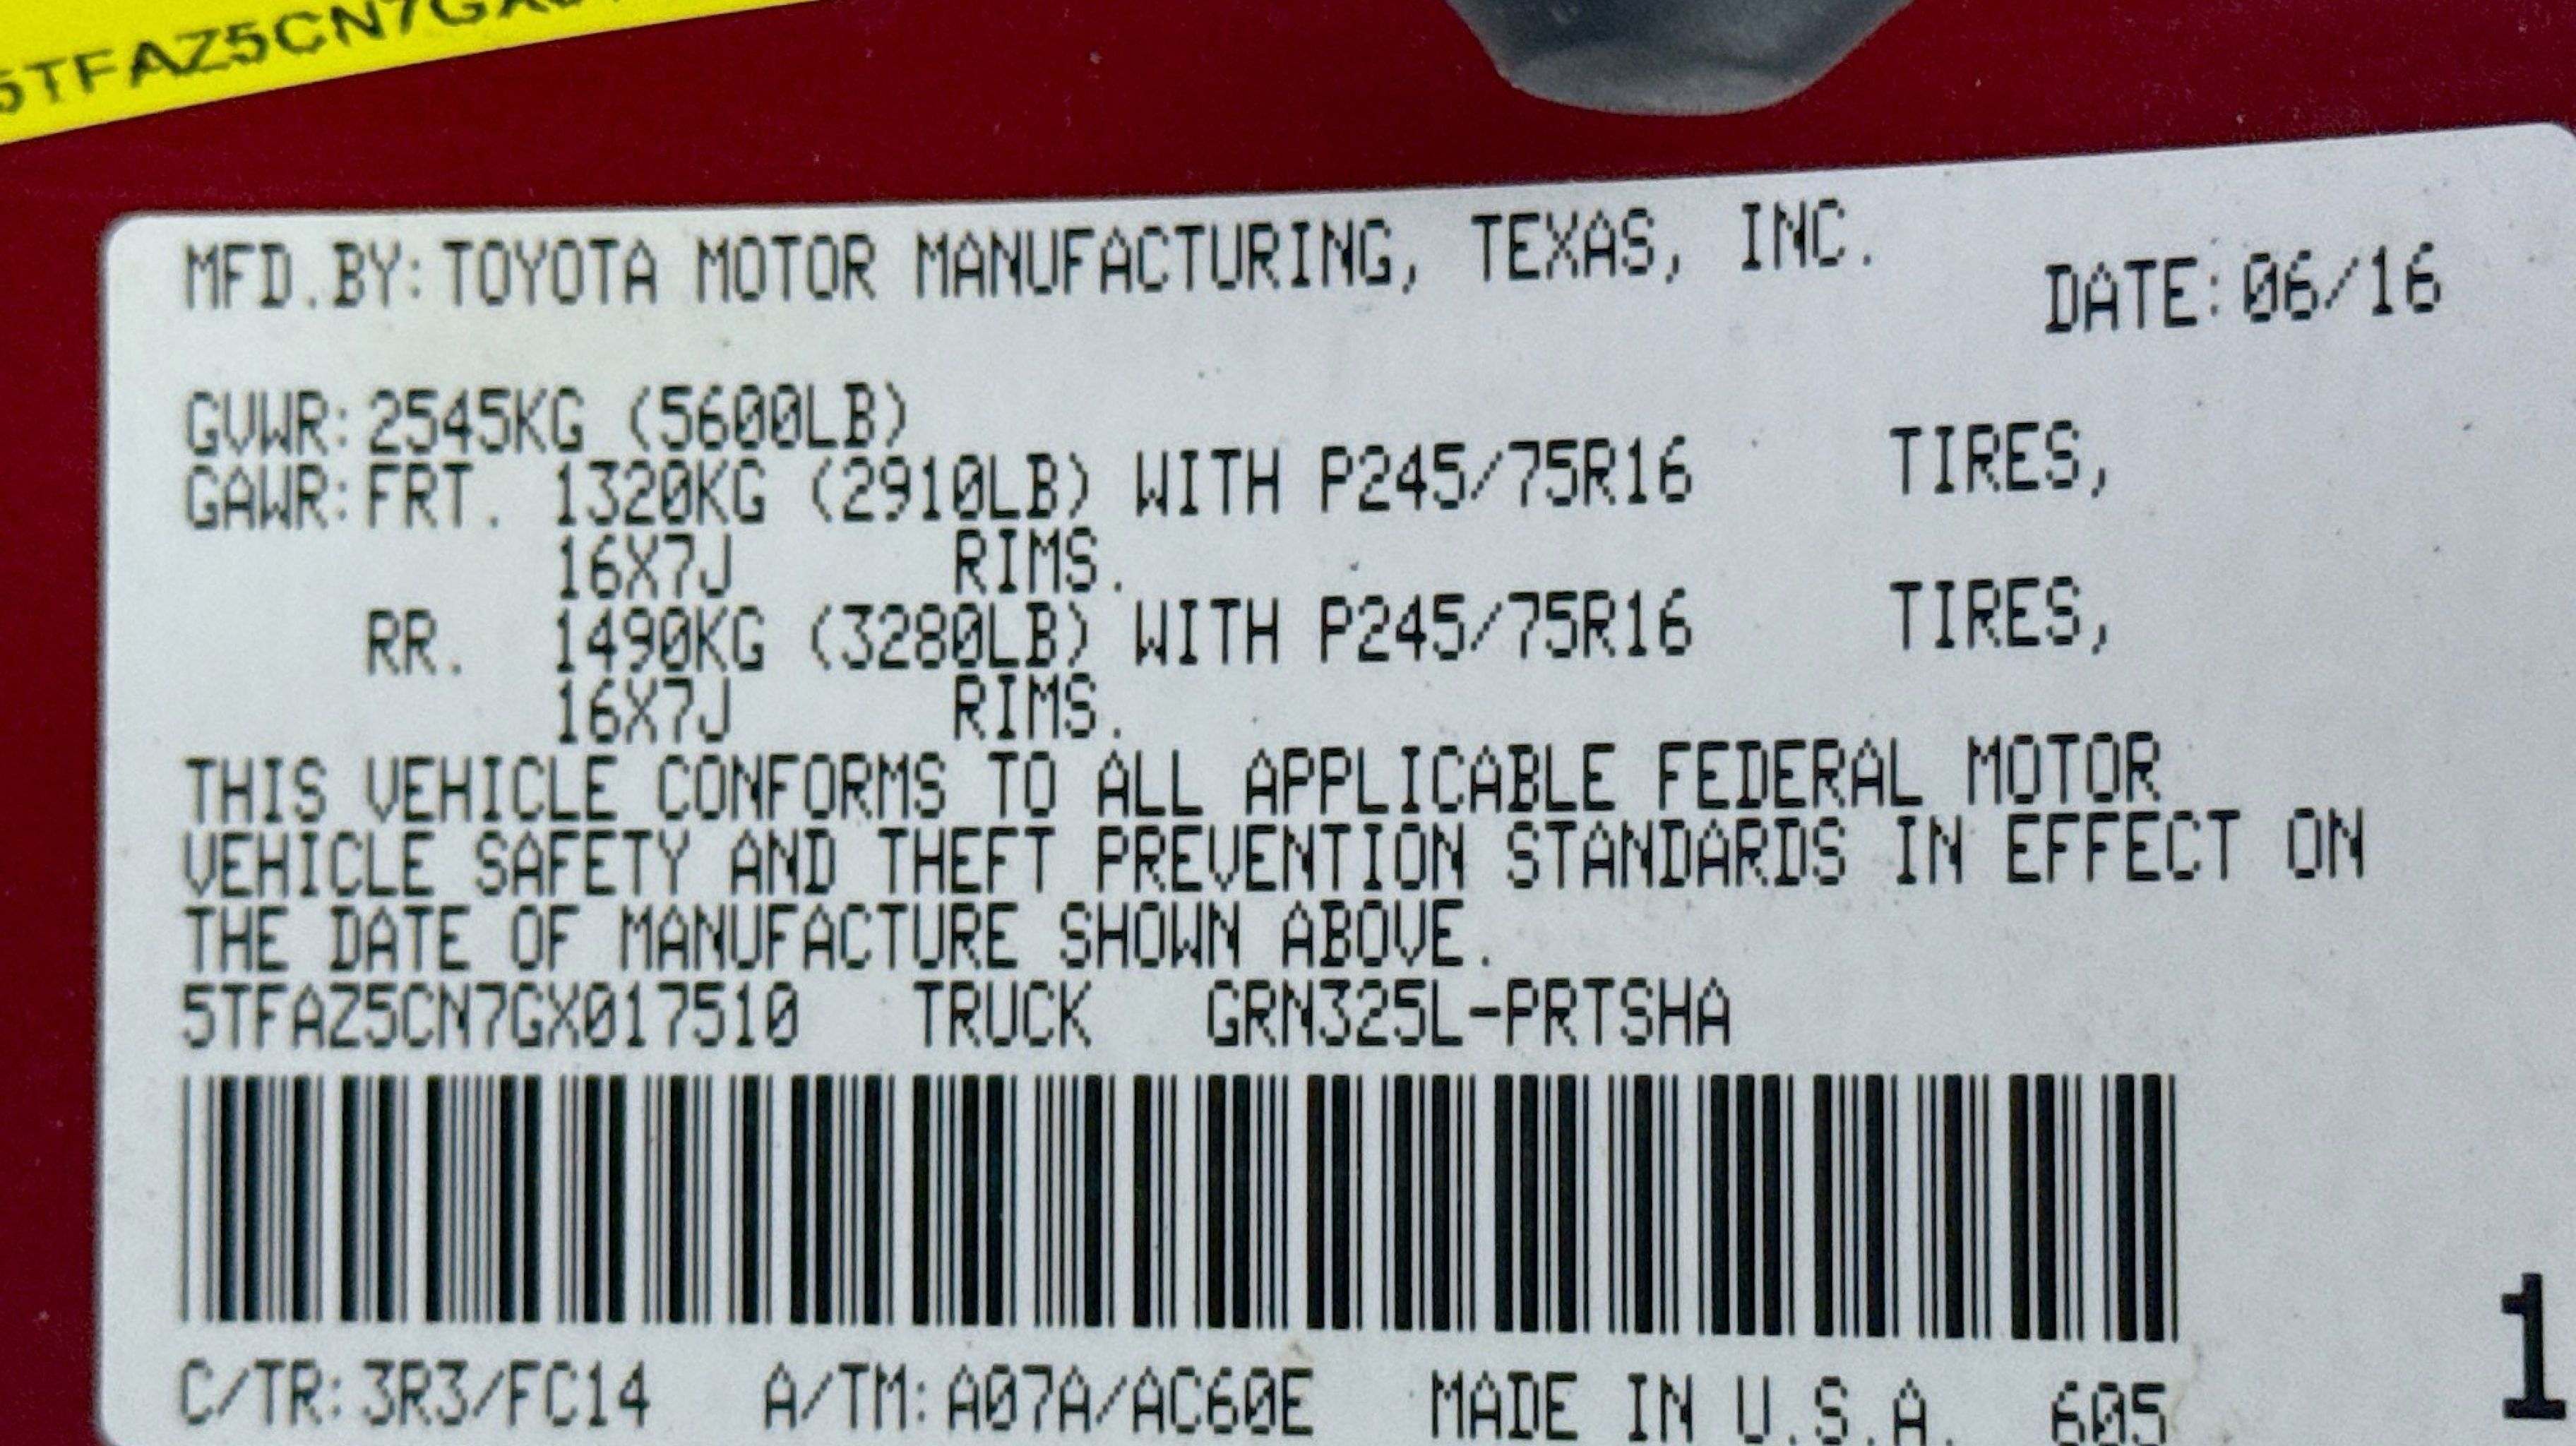 5TFAZ5CN7GX
MFD.BY: TOYOTA MOTOR MANUFACTURING, TEXAS, INC.
DATE: 06/16
GVWR: 2545KG (5600LB)
GAWR: FRT. 1320KG (2910LB) WITH P245/75R16 TIRES,
16X7J RIMS.
RR. 1490KG (3280LB) WITH P245/75R16 TIRES,
16X7J RIMS.
THIS VEHICLE CONFORMS TO ALL APPLICABLE FEDERAL MOTOR
VEHICLE SAFETY AND THEFT PREVENTION STANDARDS IN EFFECT ON
THE DATE OF MANUFACTURE SHOWN ABOVE.
5TFAZ5CN7GX017510 TRUCK GRN325L-PRTSHA
C/TR: 3R3/FC14 A/TM: A07A/AC60E MADE IN U.S.A. 605
1